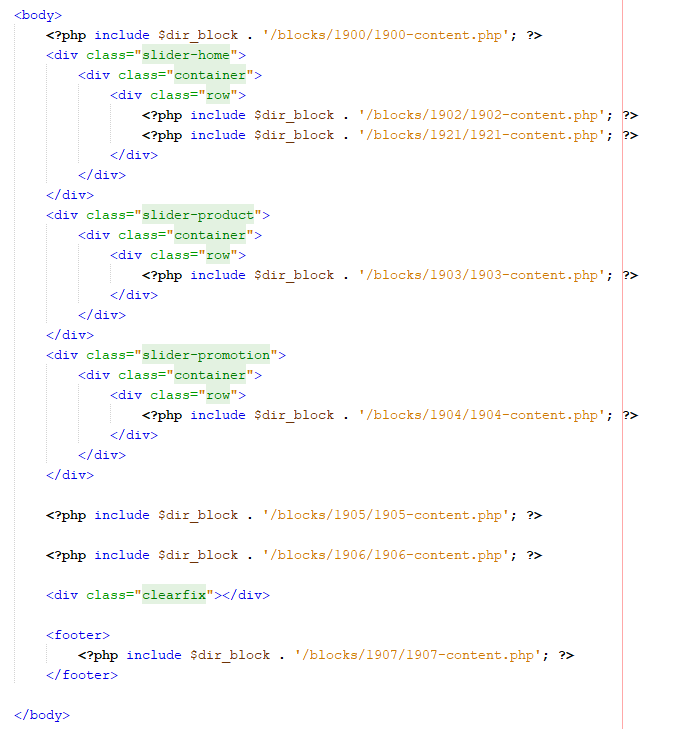 <body>
<?php include $dir_block . '/blocks/1900/1900-content.php'; ?>
<div class="slider-home">
<div class="container">
<div class="row">
<?php include $dir_block . '/blocks/1902/1902-content.php'; ?>
<?php include $dir_block . '/blocks/1921/1921-content.php'; ?>
</div>
</div>
</div>
<div class="slider-product">
<div class="container">
<div class="row">
<?php include $dir_block . '/blocks/1903/1903-content.php'; ?>
</div>
</div>
</div>
<div class="slider-promotion">
<div class="container">
<div class="row">
<?php include $dir_block . '/blocks/1904/1904-content.php'; ?>
</div>
</div>
</div>
<?php include $dir_block . '/blocks/1905/1905-content.php'; ?>
<?php include $dir_block . '/blocks/1906/1906-content.php'; ?>
<div class="clearfix"></div>
<footer>
<?php include $dir_block . '/blocks/1907/1907-content.php'; ?>
</footer>
</body>